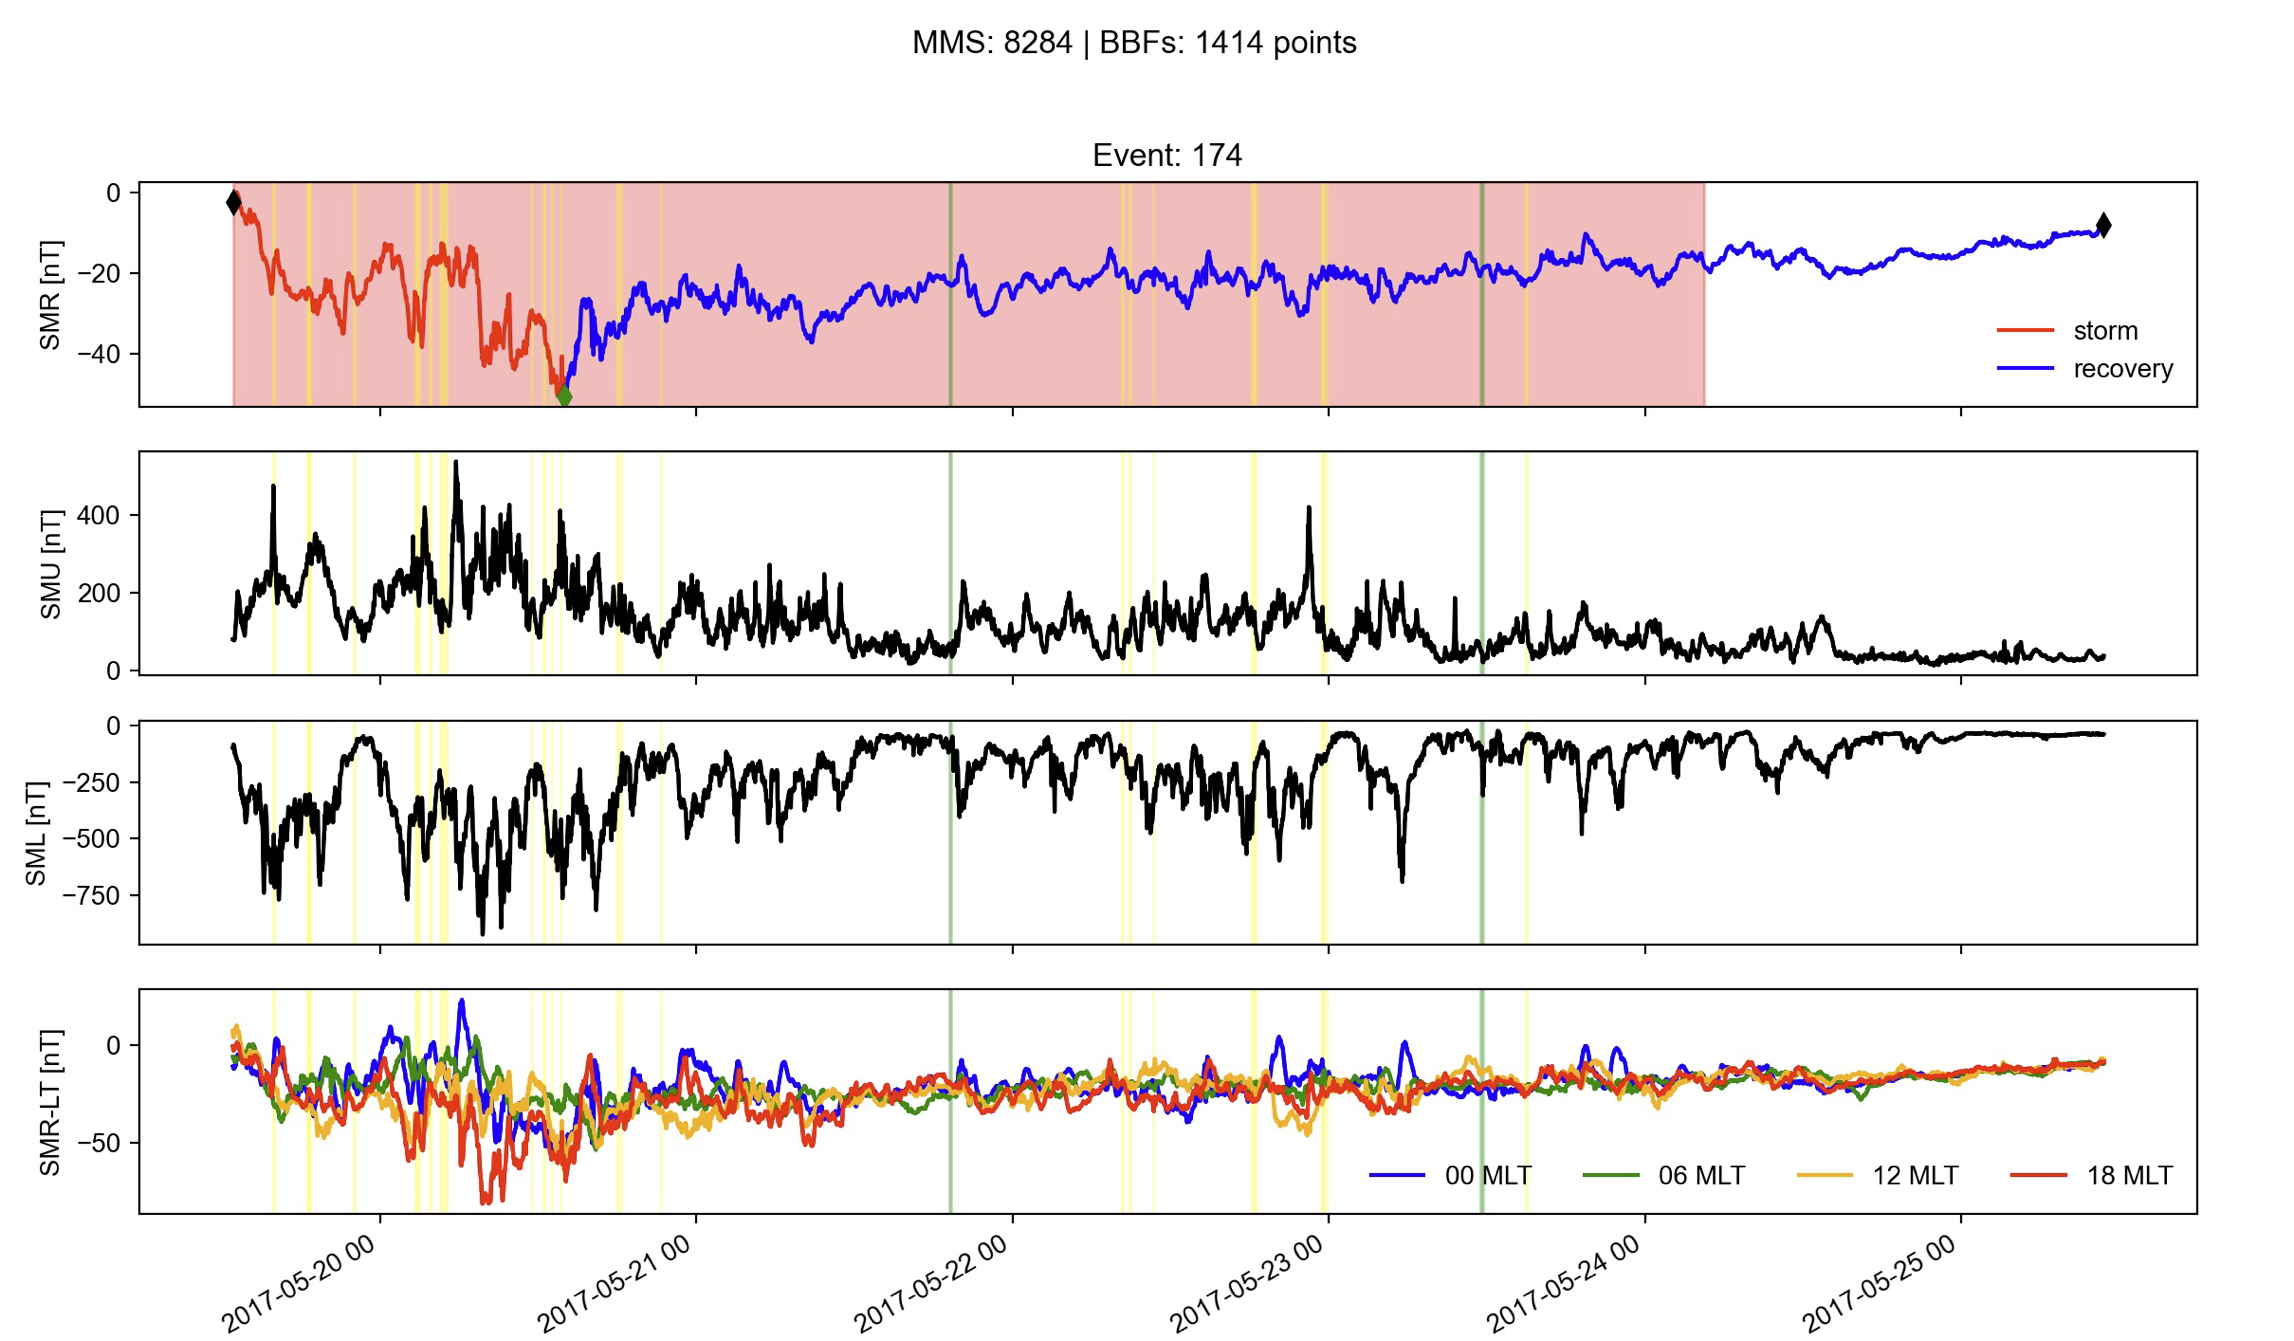 MMS: 8284 | BBFs: 1414 points
Event: 174
SMR [nT]
0
−20
−40
storm
recovery
SMU [nT]
400
200
0
SML [nT]
0
−250
−500
−750
SMR-LT [nT]
0
−50
00 MLT
06 MLT
12 MLT
18 MLT
2017-05-20 00
2017-05-21 00
2017-05-22 00
2017-05-23 00
2017-05-24 00
2017-05-25 00